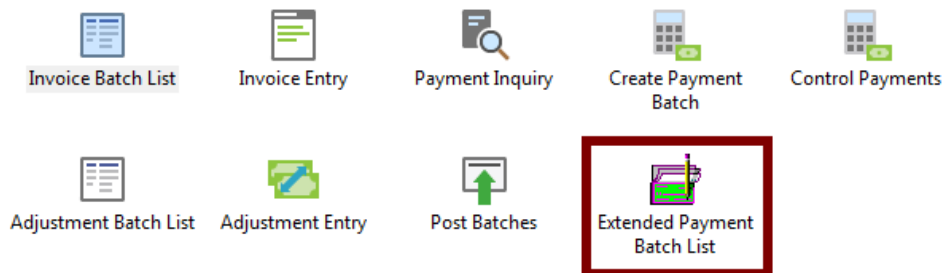 Invoice Batch List
Invoice Entry
Payment Inquiry
Create Payment
Batch
Control Payments
Adjustment Batch List
Adjustment Entry
Post Batches
Extended Payment
Batch List